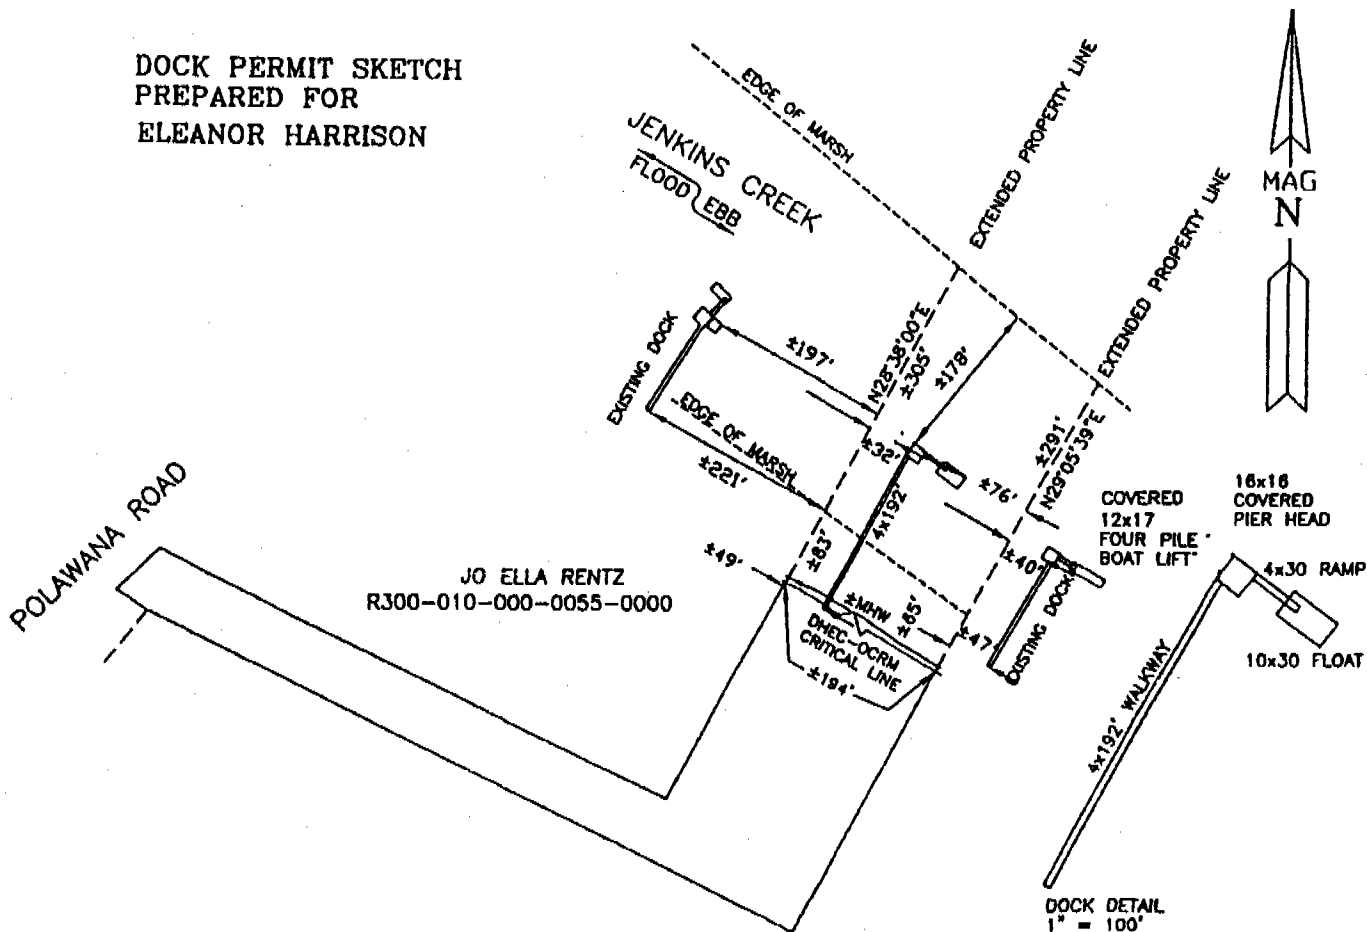 DOCK PERMIT SKETCH
PREPARED FOR
ELEANOR HARRISON
JENKINS CREEK
FLOOD
EBB
EDGE OF MARSH
EXTENDED PROPERTY LINE
EXTENDED PROPERTY LINE
MAG
N
EXISTING DOCK
±197'
N28°38'00"E
±305'
±178'
EDGE OF MARSH
±221'
±32'
4x192'
±76'
±291'
N29°05'39"E
±49'
±83'
±MHW
±65'
±40'
±47'
EXISTING DOCK
DHEC-OCRM
CRITICAL LINE
±194'
POLAWANA ROAD
JO ELLA RENTZ
R300-010-000-0055-0000
COVERED
12x17
FOUR PILE
BOAT LIFT
16x16
COVERED
PIER HEAD
4x30 RAMP
10x30 FLOAT
4x192' WALKWAY
DOCK DETAIL
1" = 100'